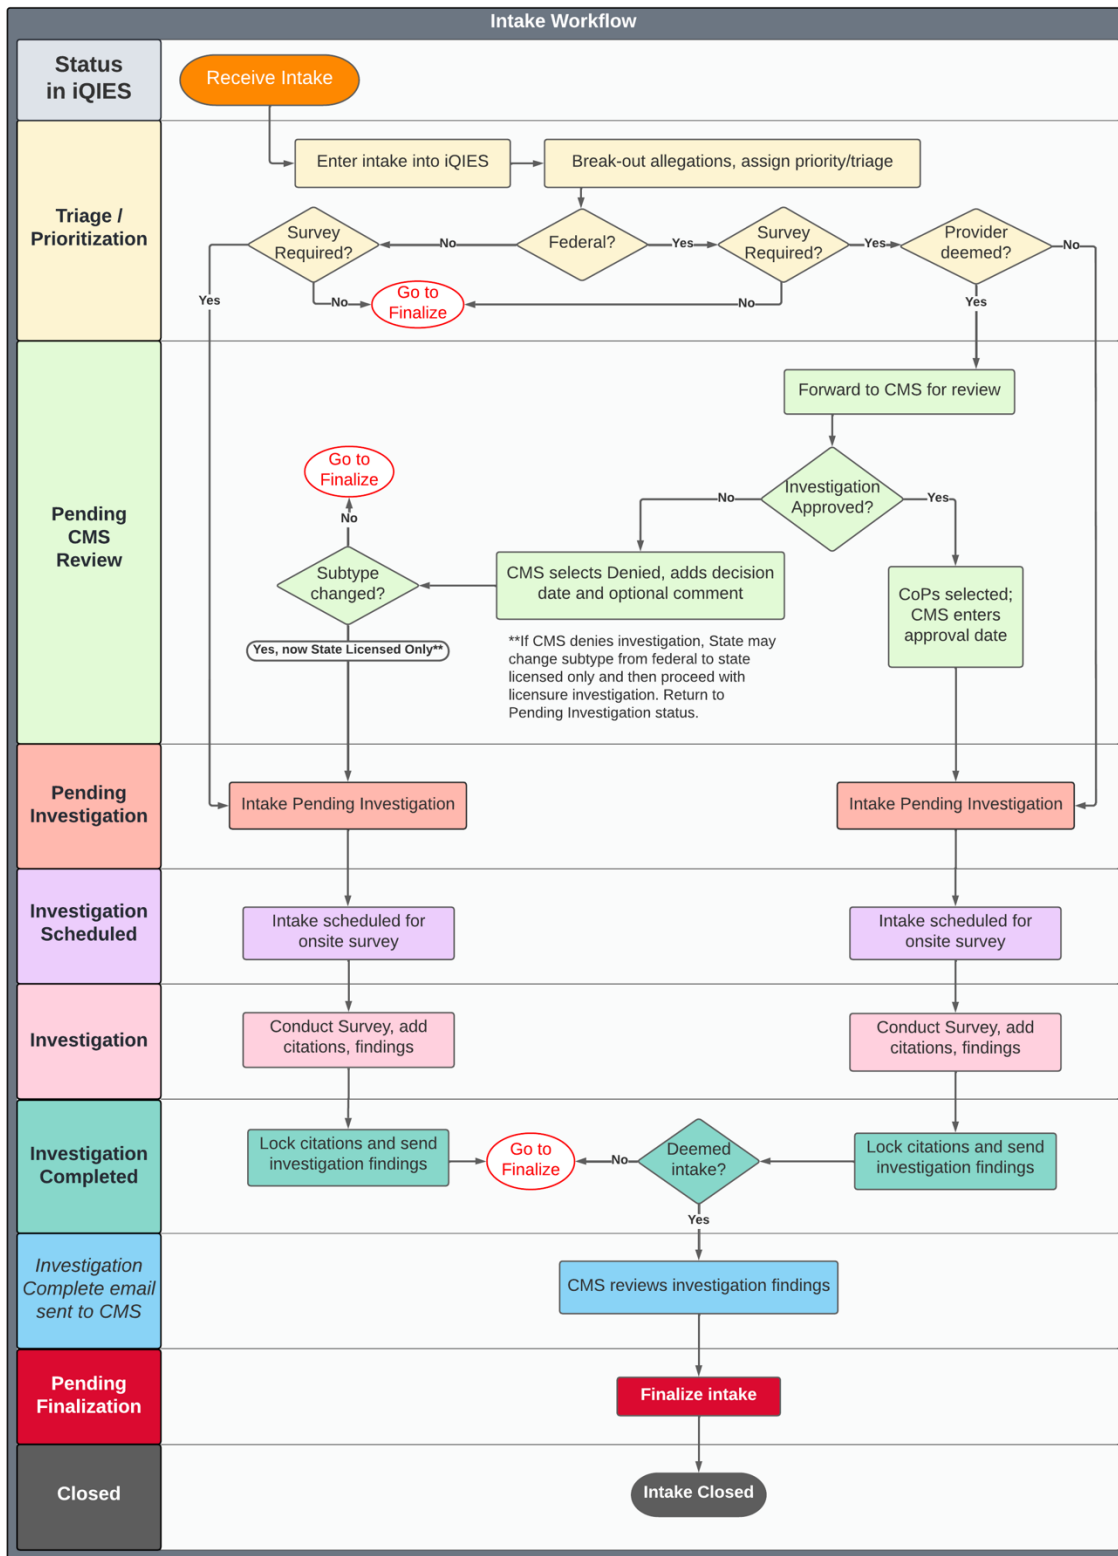 Intake Workflow
Status
in iQIES
Receive Intake
Triage /
Prioritization
Enter intake into iQIES
Break-out allegations, assign priority/triage
Survey
Required?
No
Federal?
Yes
Survey
Required?
Yes
Provider
deemed?
No
Yes
No
Go to
Finalize
No
Yes
Pending
CMS
Review
Forward to CMS for review
Go to
Finalize
No
Investigation
Approved?
No
Yes
Subtype
changed?
CMS selects Denied, adds decision
date and optional comment
CoPs selected;
CMS enters
approval date
Yes, now State Licensed Only**
**If CMS denies investigation, State may
change subtype from federal to state
licensed only and then proceed with
licensure investigation. Return to
Pending Investigation status.
Pending
Investigation
Intake Pending Investigation
Intake Pending Investigation
Investigation
Scheduled
Intake scheduled for
onsite survey
Intake scheduled for
onsite survey
Investigation
Conduct Survey, add
citations, findings
Conduct Survey, add
citations, findings
Investigation
Completed
Lock citations and send
investigation findings
Go to
Finalize
No
Deemed
intake?
Lock citations and send
investigation findings
Yes
Investigation
Complete email
sent to CMS
CMS reviews investigation findings
Pending
Finalization
Finalize intake
Closed
Intake Closed